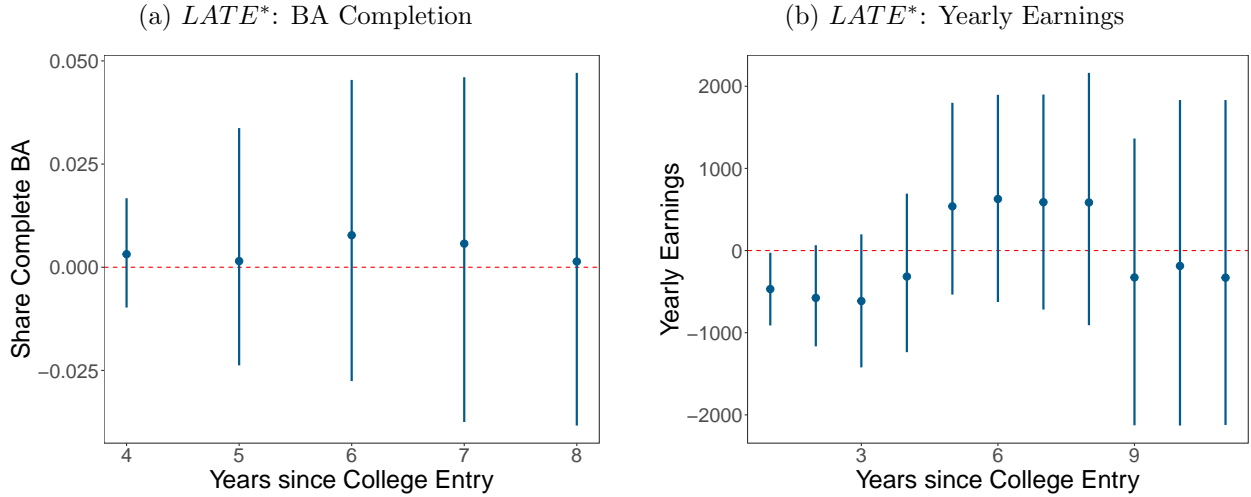 (a) LATE*: BA Completion
0.050
0.025
0.000
−0.025
Share Complete BA
4 5 6 7 8
Years since College Entry
(b) LATE*: Yearly Earnings
2000
1000
0
−1000
−2000
Yearly Earnings
3 6 9
Years since College Entry